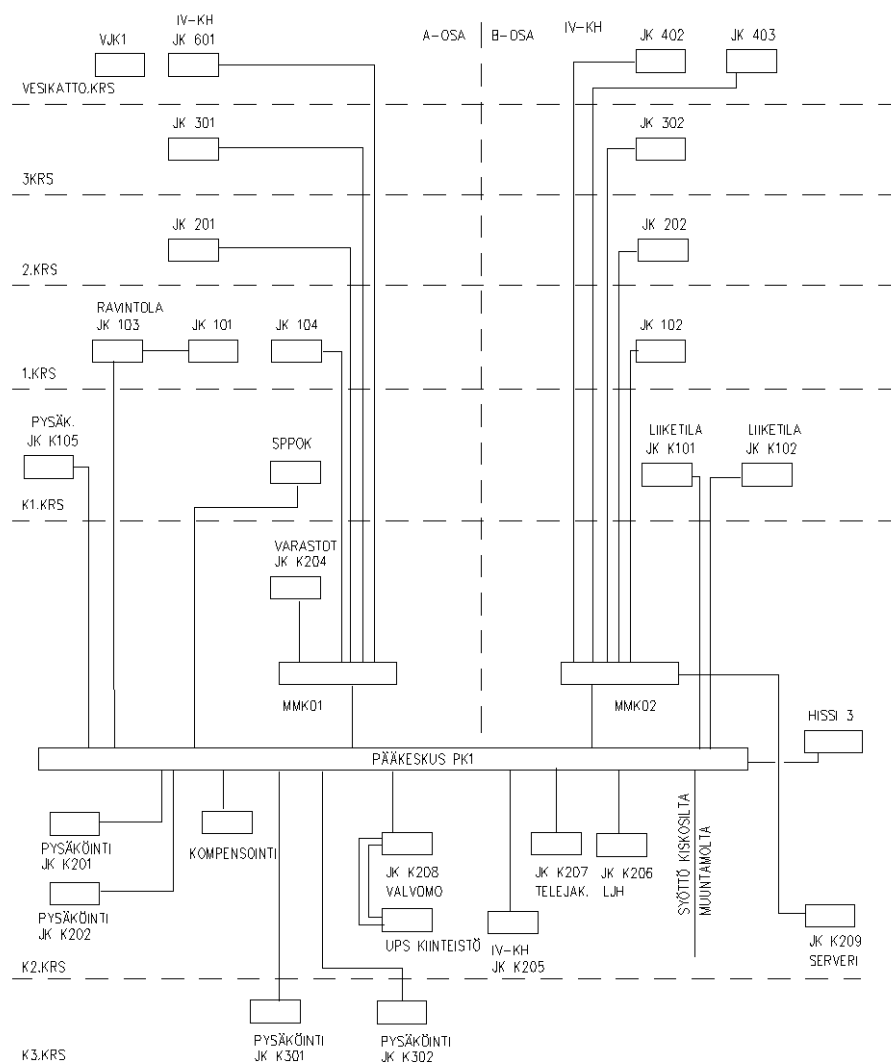 IV-KH
VJK1
JK 601
A-OSA
B-OSA
IV-KH
JK 402
JK 403
VESIKATTO.KRS
JK 301
JK 302
3KRS
JK 201
JK 202
2.KRS
RAVINTOLA
JK 103
JK 101
JK 104
JK 102
1.KRS
PYSÄK.
JK K105
SPPOK
LIIKETILA
JK K101
LIIKETILA
JK K102
K1.KRS
VARASTOT
JK K204
MMK01
MMK02
HISSI 3
PÄÄKESKUS PK1
PYSÄKÖINTI
JK K201
KOMPENSOINTI
JK K208
VALVOMO
JK K207
TELEJAK.
JK K206
LJH
SYÖTTÖ KISKOSILTA
MUUNTAMOLTA
PYSÄKÖINTI
JK K202
UPS KIINTEISTÖ
IV-KH
JK K205
JK K209
SERVERI
K2.KRS
PYSÄKÖINTI
JK K301
PYSÄKÖINTI
JK K302
K3.KRS